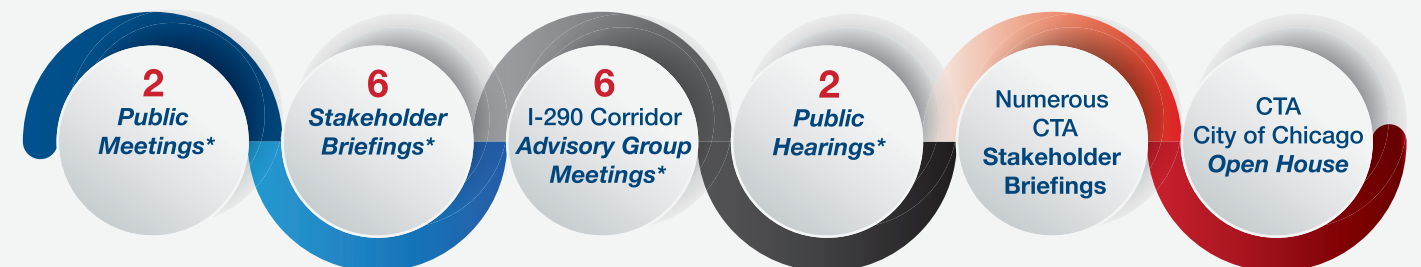 2
Public
Meetings*
6
Stakeholder
Briefings*
6
I-290 Corridor
Advisory Group
Meetings*
2
Public
Hearings*
Numerous
CTA
Stakeholder
Briefings
CTA
City of Chicago
Open House